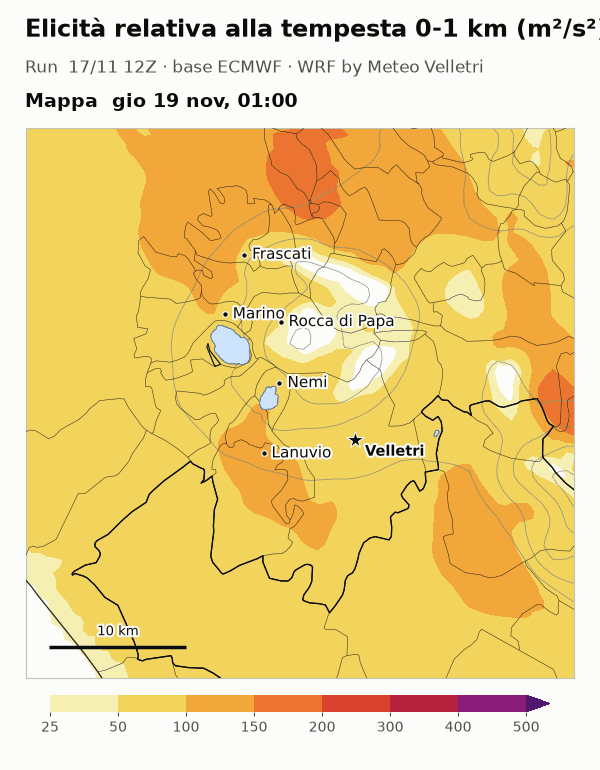 Elicità relativa alla tempesta 0-1 km (m²/s²)
Run 17/11 12Z · base ECMWF · WRF by Meteo Velletri
Mappa gio 19 nov, 01:00
Frascati
Marino
Rocca di Papa
Nemi
Velletri
Lanuvio
10 km
25 50 100 150 200 300 400 500